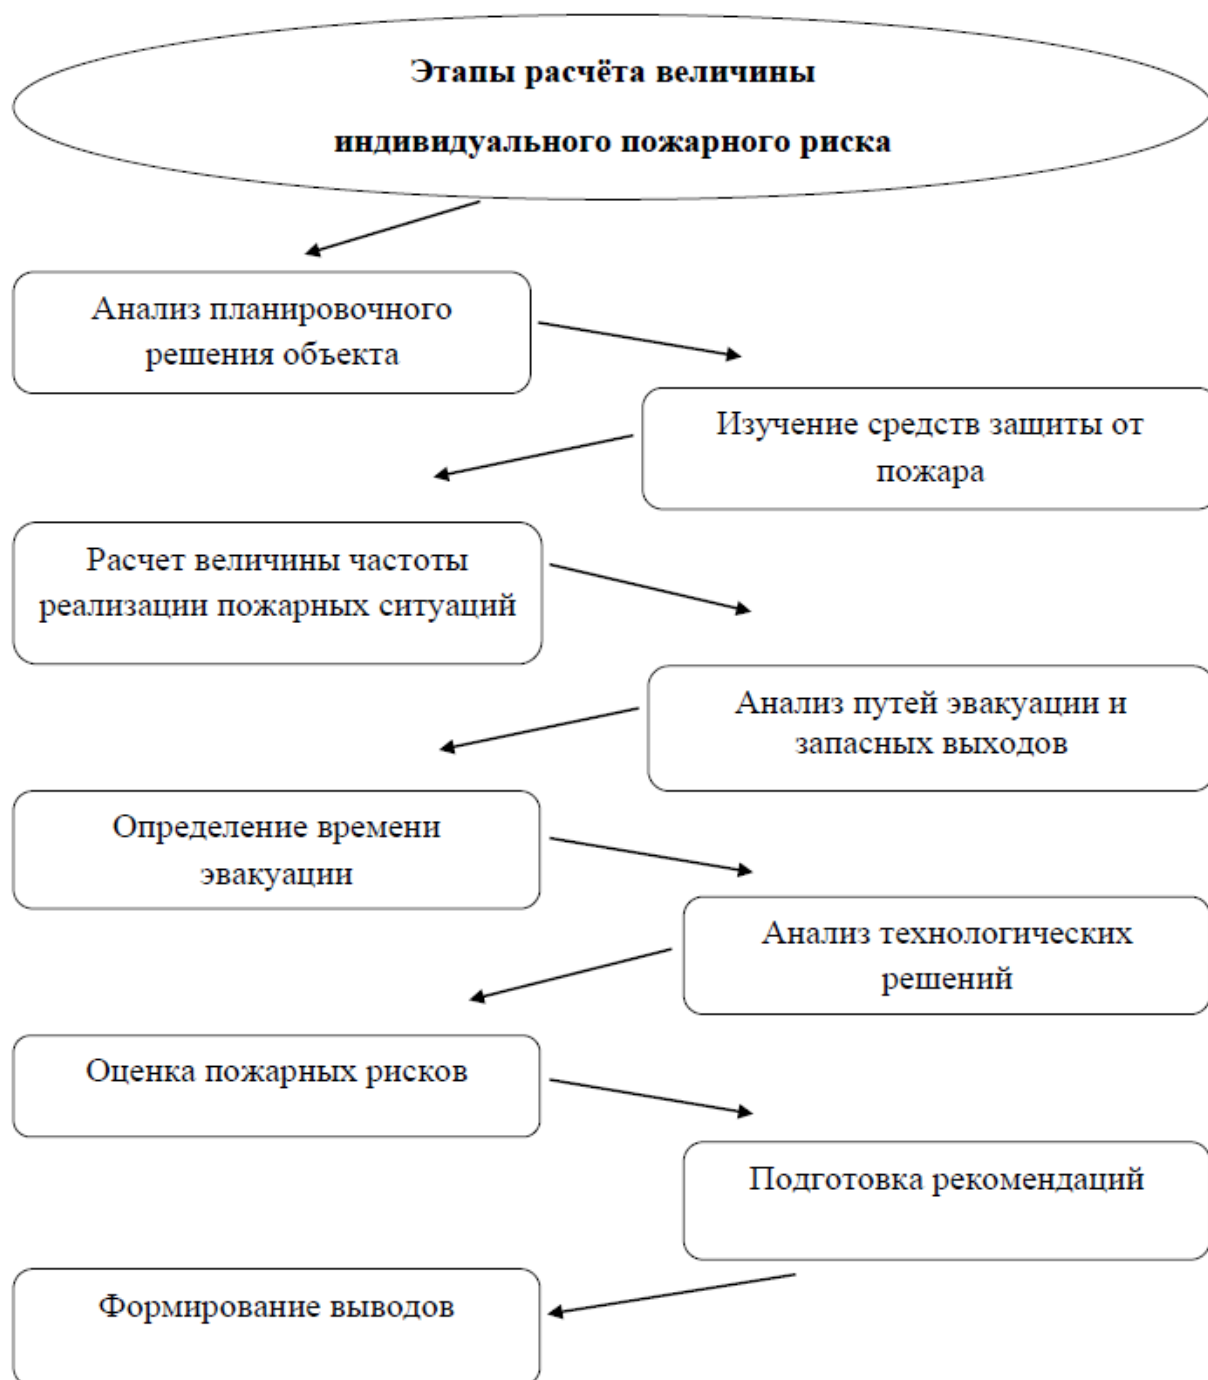 Этапы расчёта величины
индивидуального пожарного риска
Анализ планировочного
решения объекта
Изучение средств защиты от
пожара
Расчет величины частоты
реализации пожарных ситуаций
Анализ путей эвакуации и
запасных выходов
Определение времени
эвакуации
Анализ технологических
решений
Оценка пожарных рисков
Подготовка рекомендаций
Формирование выводов